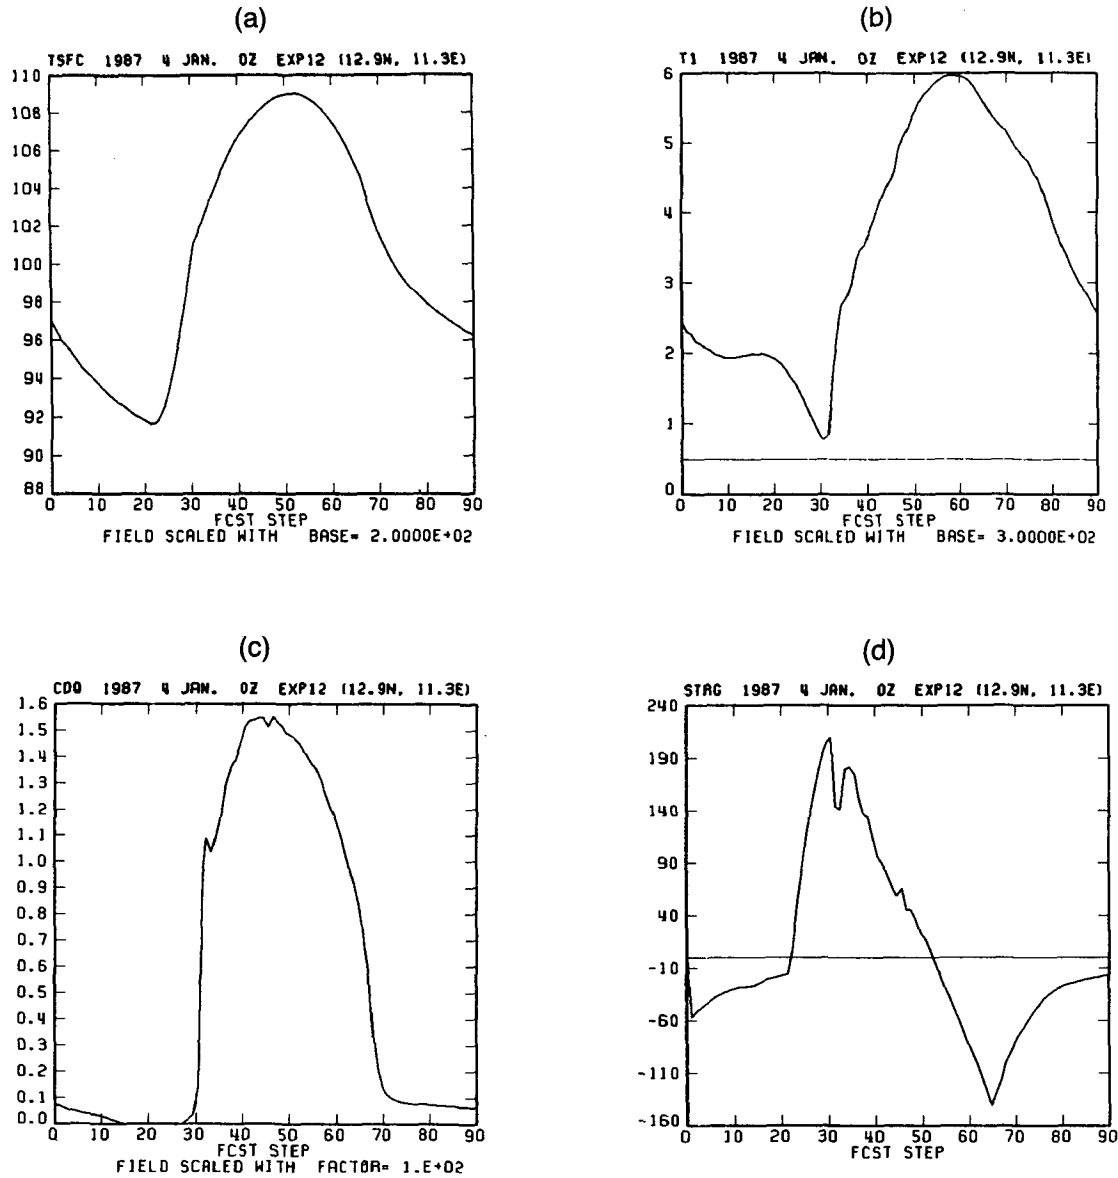 (a)
TSFC 1987 4 JAN. 0Z EXP12 (12.9N, 11.3E)
110
108
106
104
102
100
98
96
94
92
90
88
0 10 20 30 40 50 60 70 80 90
FCST STEP
FIELD SCALED WITH BASE= 2.0000E+02
(b)
T1 1987 4 JAN. 0Z EXP12 (12.9N, 11.3E)
6
5
4
3
2
1
0
0 10 20 30 40 50 60 70 80 90
FCST STEP
FIELD SCALED WITH BASE= 3.0000E+02
(c)
CDQ 1987 4 JAN. 0Z EXP12 (12.9N, 11.3E)
1.6
1.5
1.4
1.3
1.2
1.1
1.0
0.9
0.8
0.7
0.6
0.5
0.4
0.3
0.2
0.1
0.0
0 10 20 30 40 50 60 70 80 90
FCST STEP
FIELD SCALED WITH FACTOR= 1.E+02
(d)
STRG 1987 4 JAN. 0Z EXP12 (12.9N, 11.3E)
240
190
140
90
40
-10
-60
-110
-160
0 10 20 30 40 50 60 70 80 90
FCST STEP